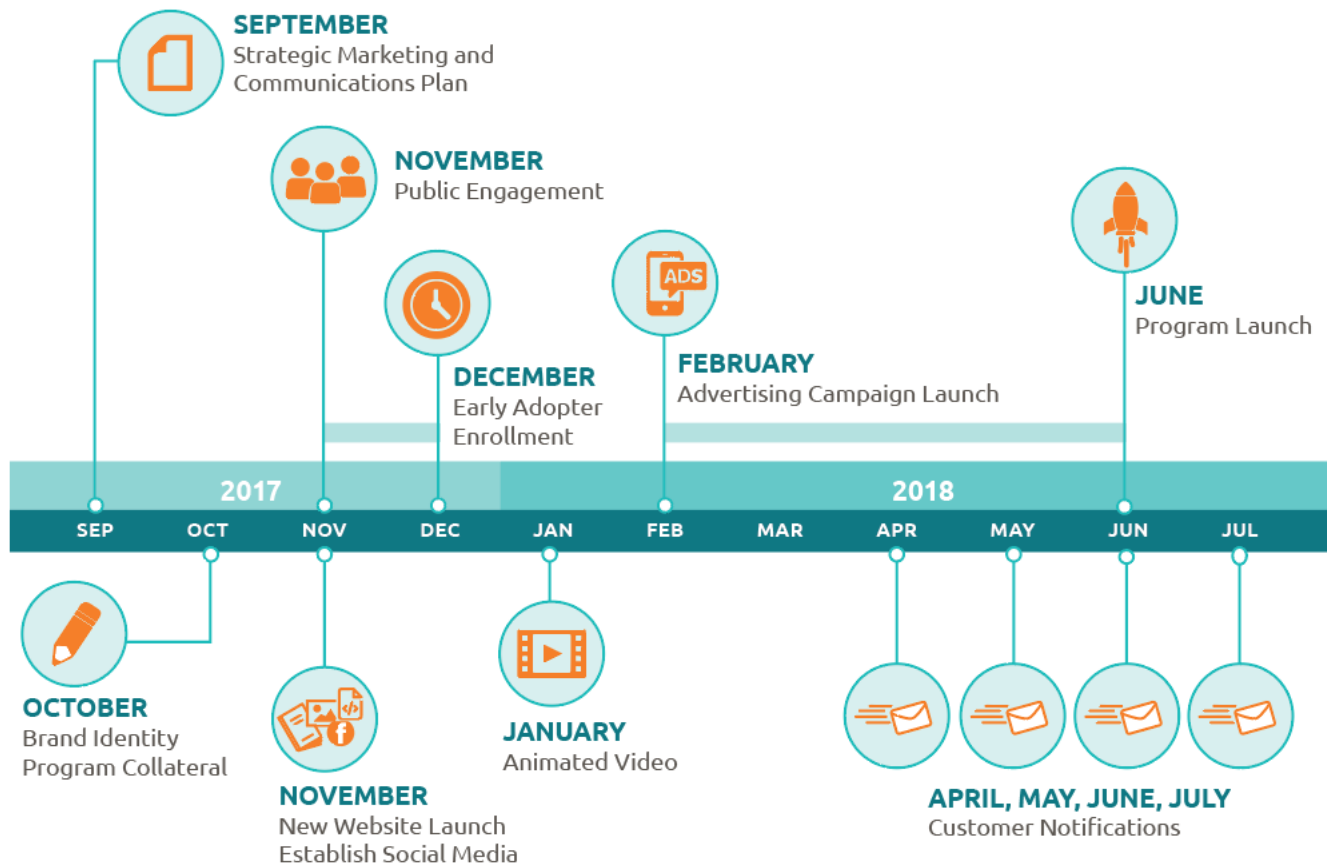 SEPTEMBER
Strategic Marketing and
Communications Plan
NOVEMBER
Public Engagement
DECEMBER
Early Adopter
Enrollment
ADS
FEBRUARY
Advertising Campaign Launch
JUNE
Program Launch
2017
2018
SEP
OCT
NOV
DEC
JAN
FEB
MAR
APR
MAY
JUN
JUL
OCTOBER
Brand Identity
Program Collateral
</>
f
NOVEMBER
New Website Launch
Establish Social Media
JANUARY
Animated Video
APRIL, MAY, JUNE, JULY
Customer Notifications